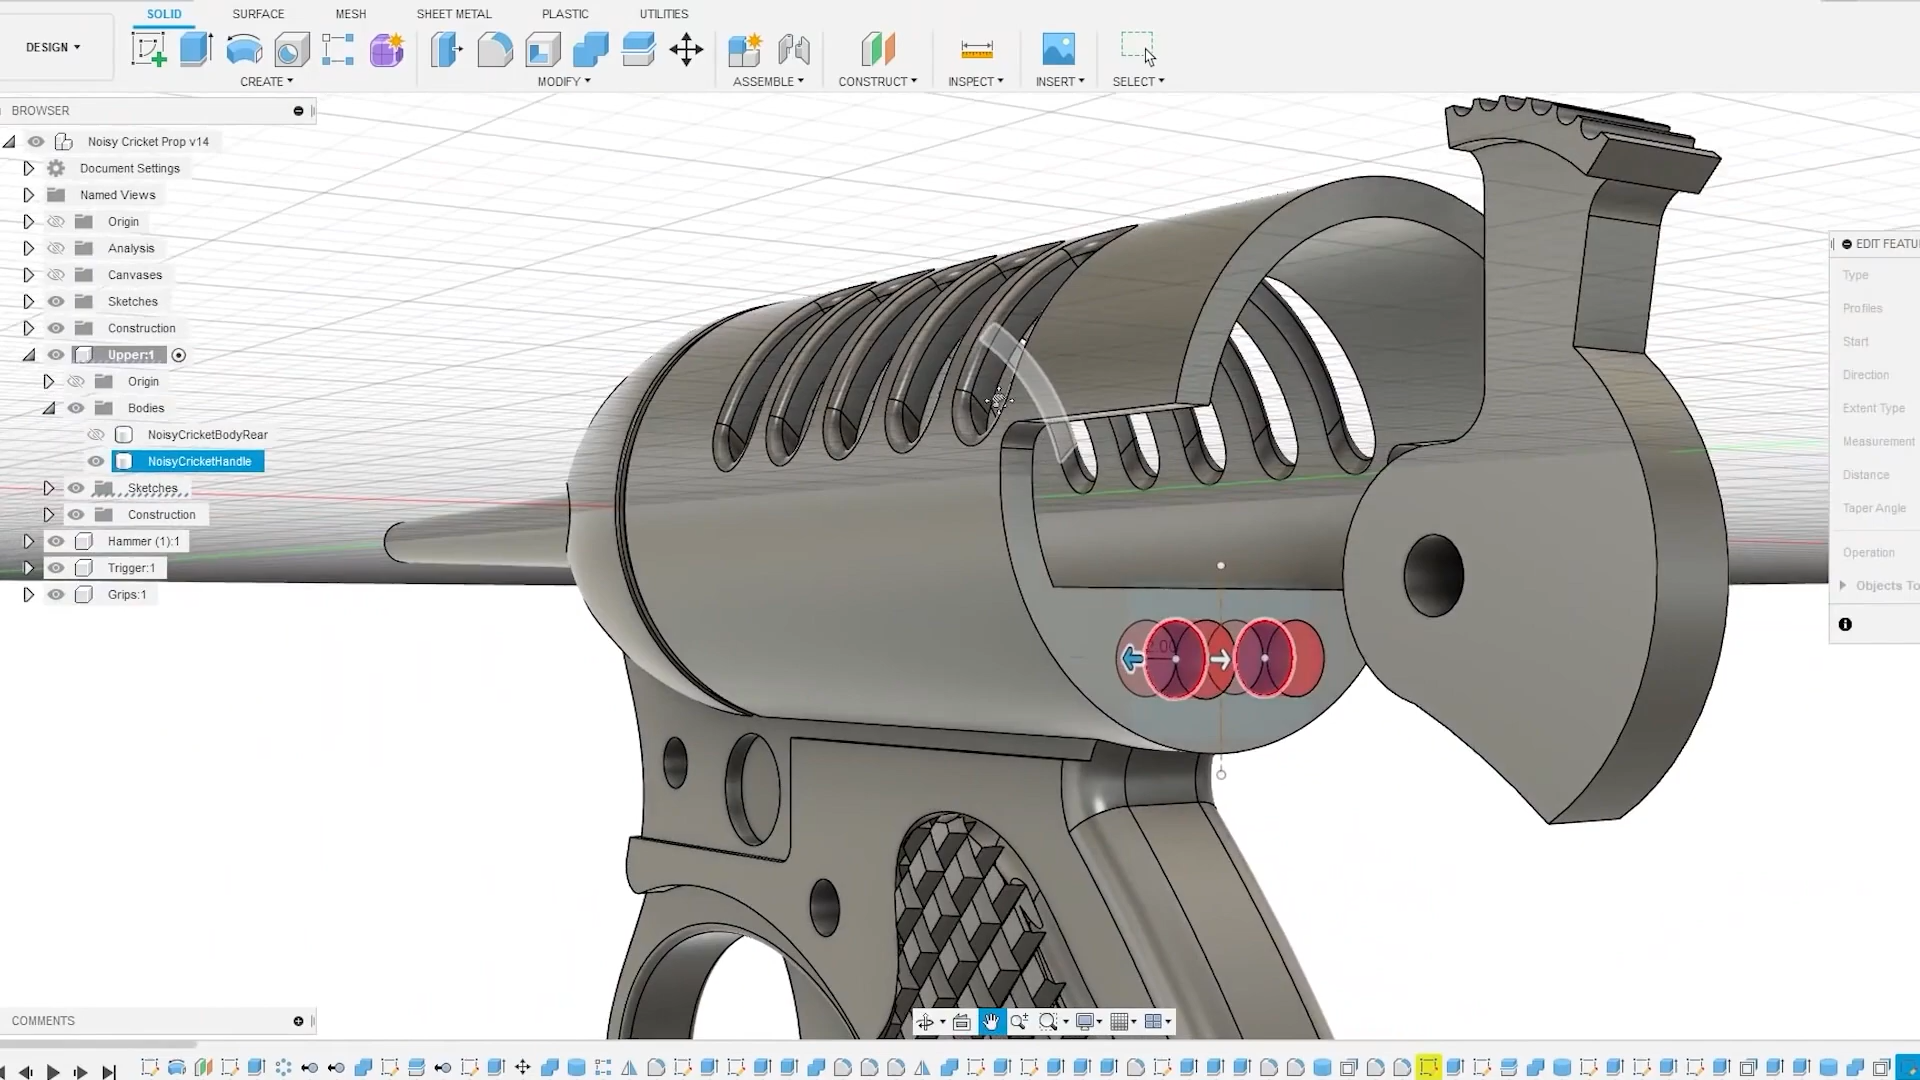 SOLID SURFACE MESH SHEET METAL PLASTIC UTILITIES
DESIGN
CREATE MODIFY ASSEMBLE CONSTRUCT INSPECT INSERT SELECT
BROWSER
Noisy Cricket Prop v14
Document Settings
Named Views
Origin
Analysis
Canvases
Sketches
Construction
Upper:1
Origin
Bodies
NoisyCricketBodyRear
NoisyCricketHandle
Sketches
Construction
Hammer (1):1
Trigger:1
Grips:1
EDIT FEATU
Type
Profiles
Start
Direction
Extent Type
Measurement
Distance
Taper Angle
Operation
Objects To
2.00
COMMENTS